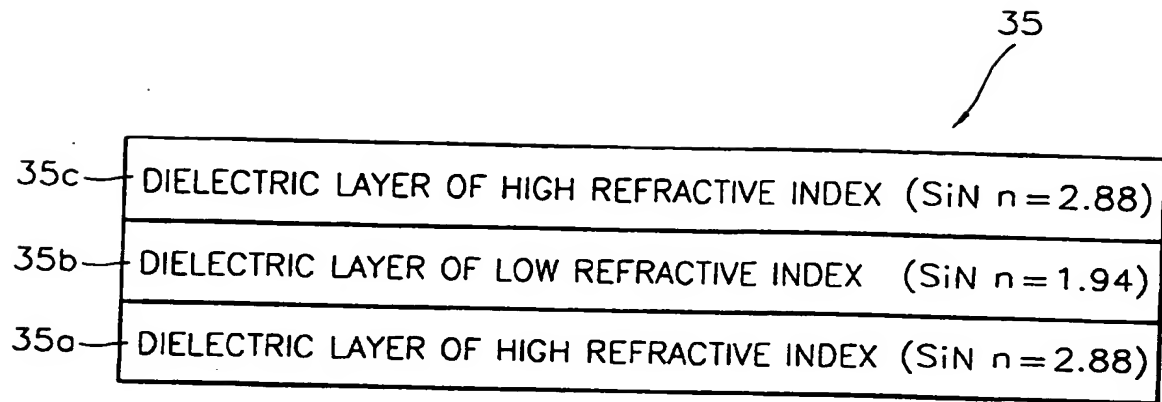 35
35c DIELECTRIC LAYER OF HIGH REFRACTIVE INDEX (SiN n=2.88)
35b DIELECTRIC LAYER OF LOW REFRACTIVE INDEX (SiN n=1.94)
35a DIELECTRIC LAYER OF HIGH REFRACTIVE INDEX (SiN n=2.88)